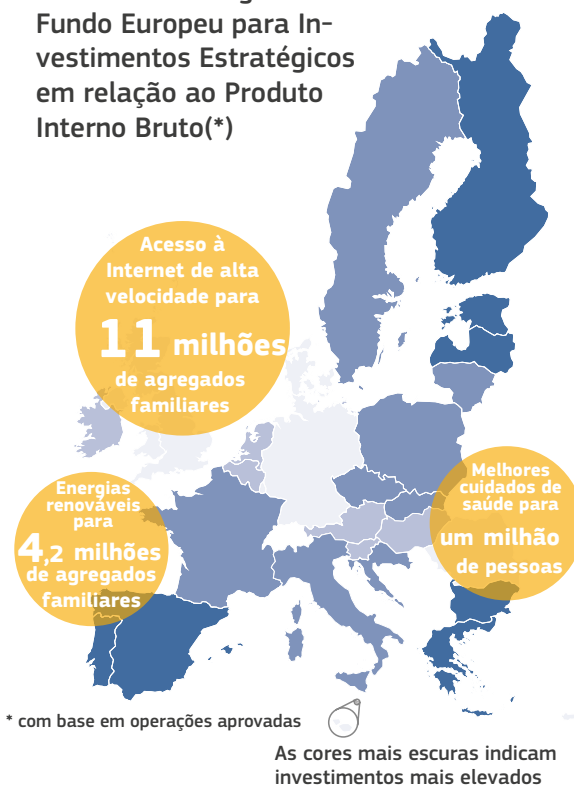 Fundo Europeu para In-
vestimentos Estratégicos
em relação ao Produto
Interno Bruto(*)
Acesso à
Internet de alta
velocidade para
11 milhões
de agregados
familiares
Energias
renováveis
para
4,2 milhões
de agregados
familiares
Melhores
cuidados de
saúde para
um milhão
de pessoas
* com base em operações aprovadas
As cores mais escuras indicam
investimentos mais elevados